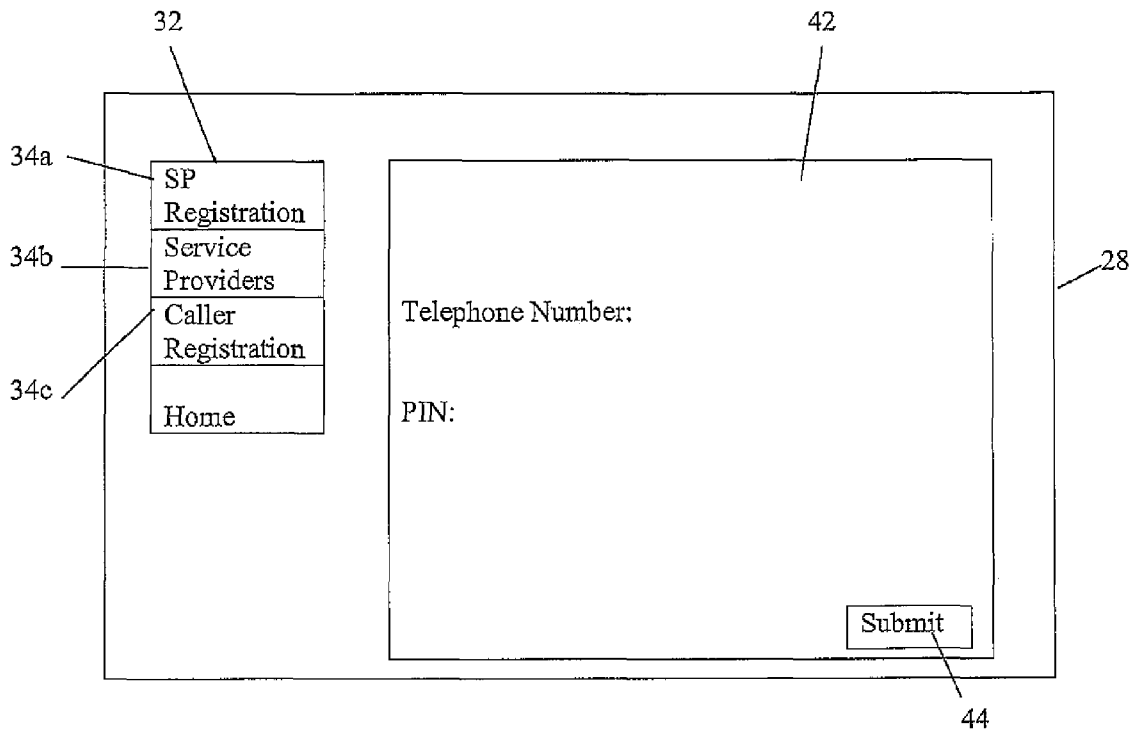 32
42
34a
SP
Registration
34b
Service
Providers
28
34c
Caller
Registration
Home
Telephone Number:
PIN:
Submit
44